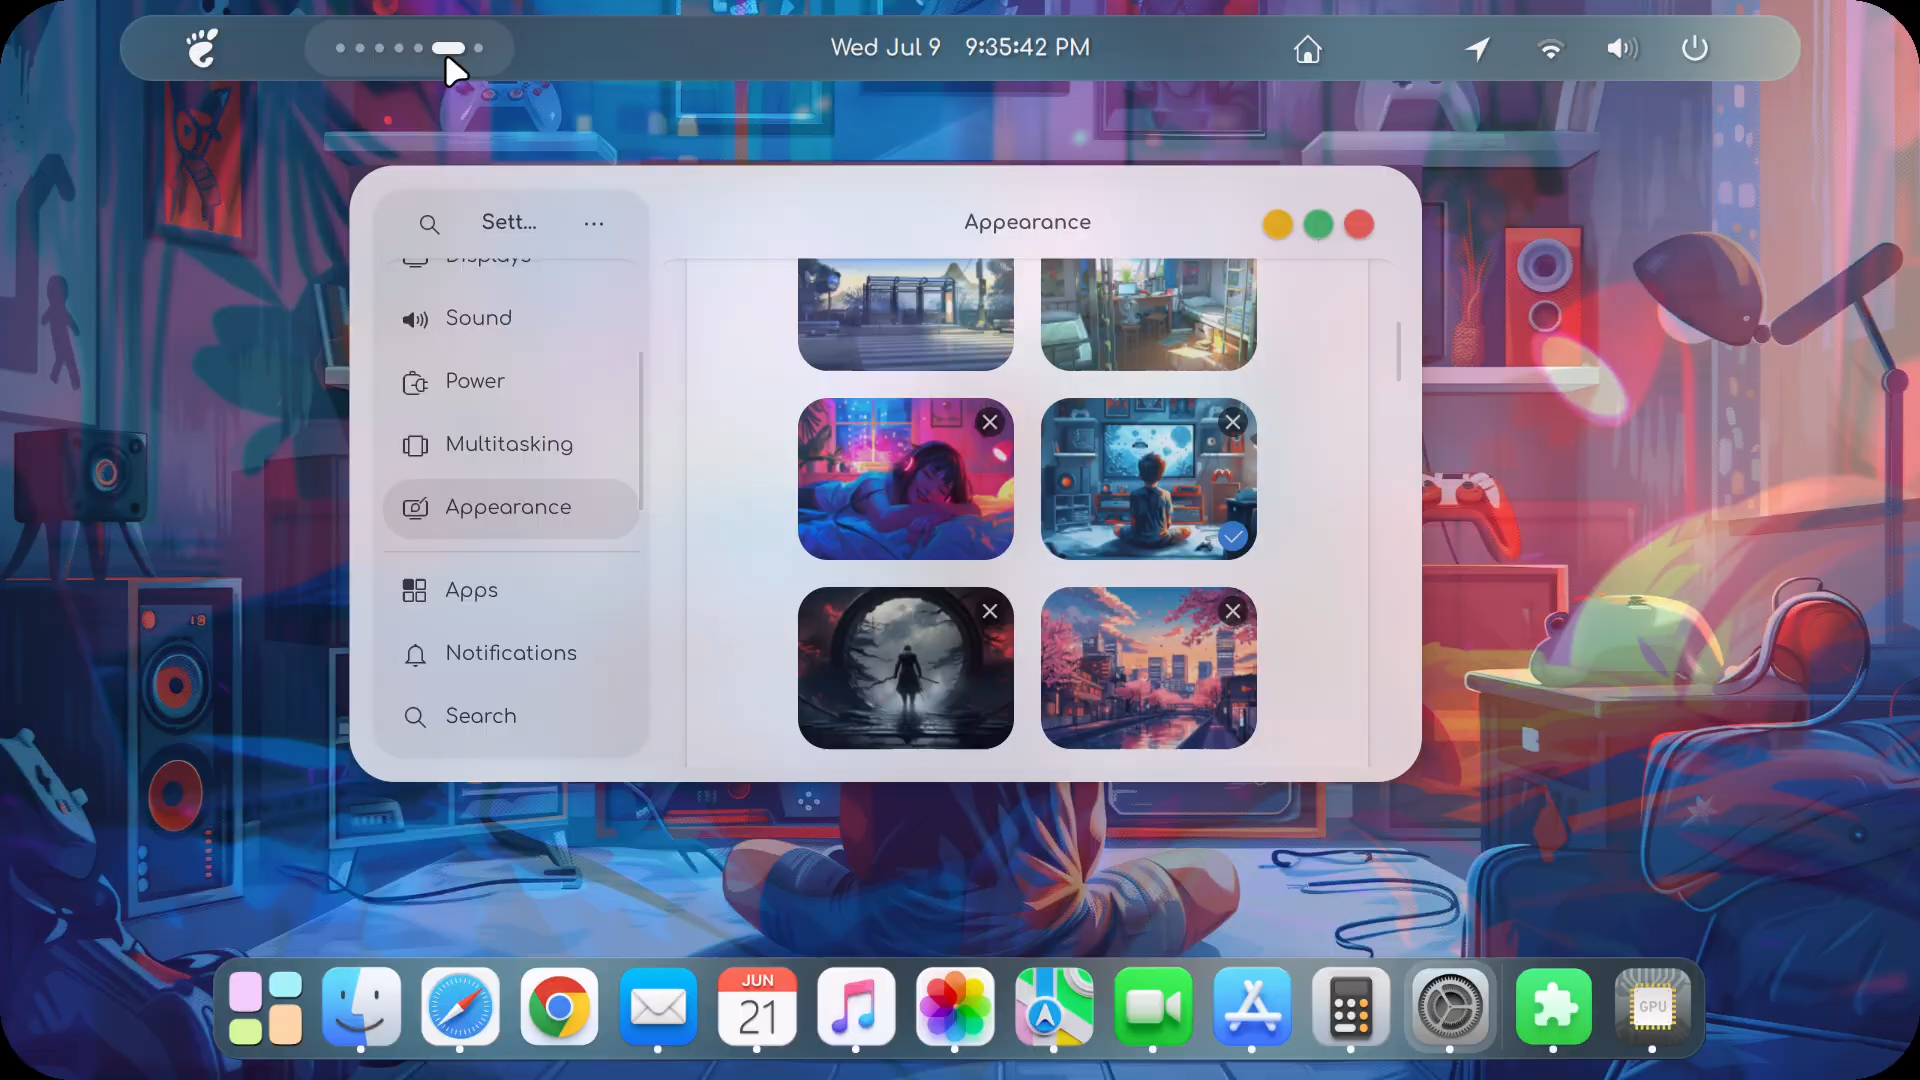 Wed Jul 9 9:35:42 PM
Sett...
Appearance
Displays
Sound
Power
Multitasking
Appearance
Apps
Notifications
Search
JUN
21
GPU